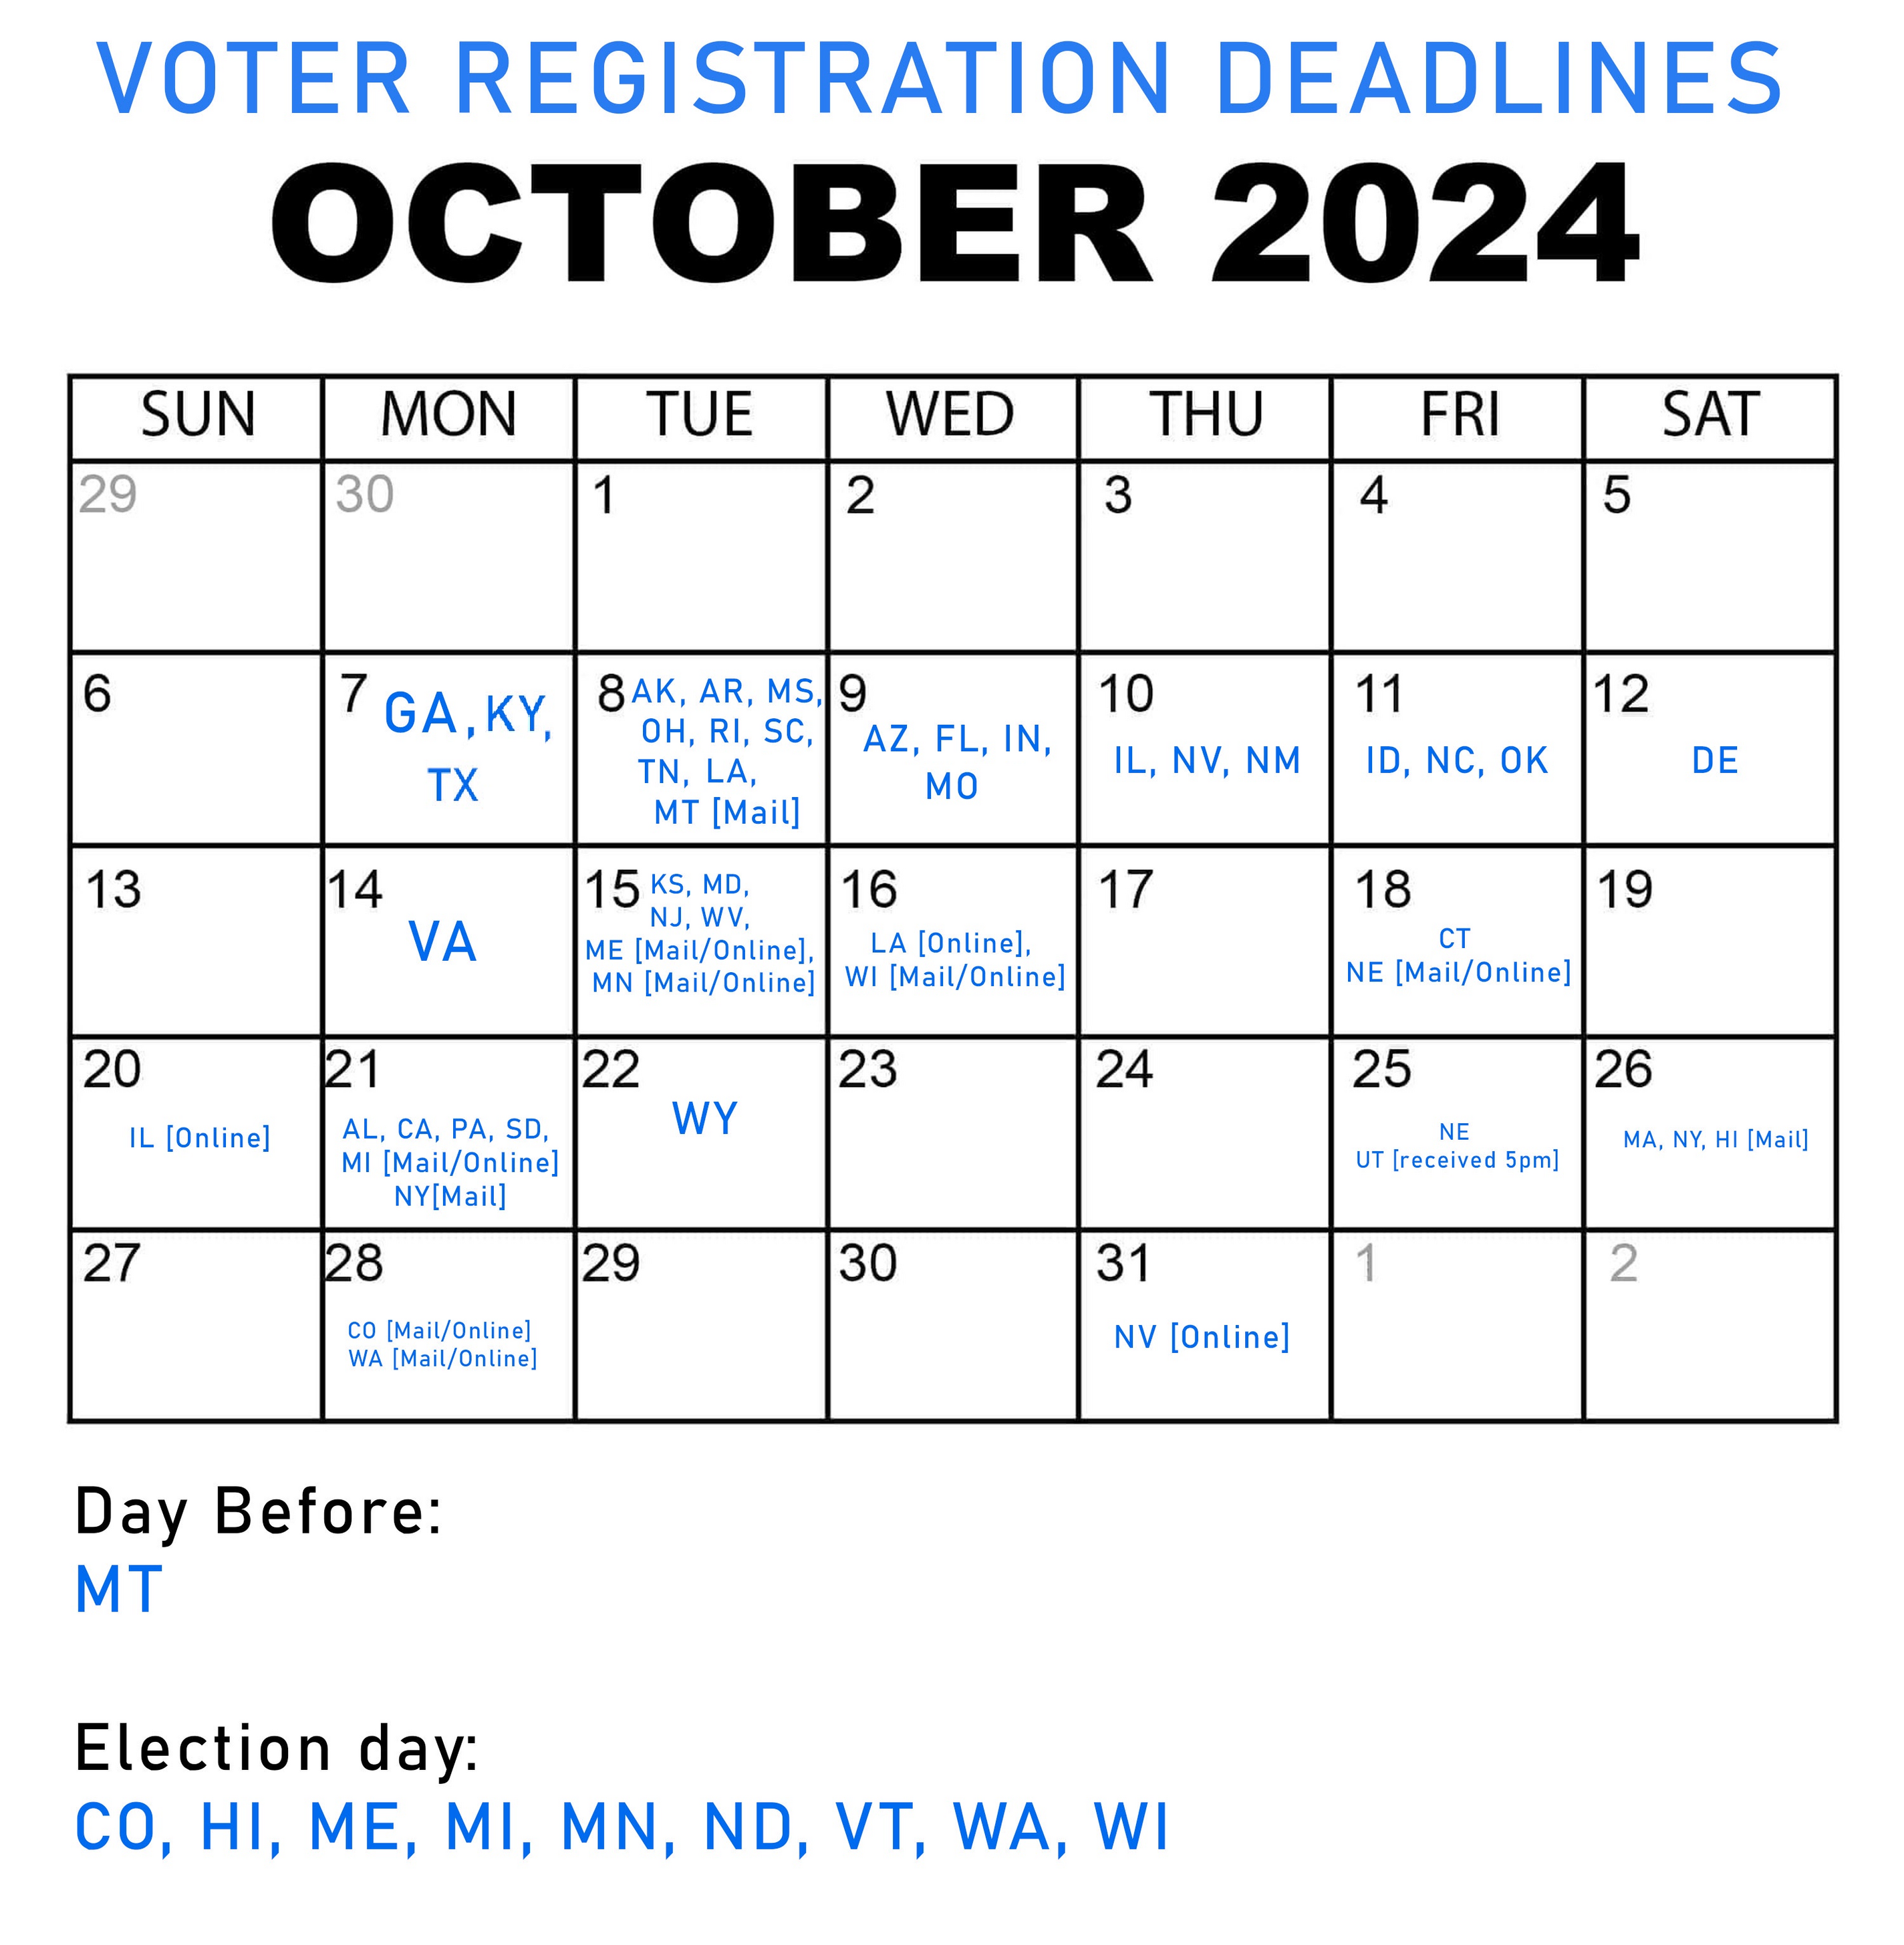 VOTER REGISTRATION DEADLINES
OCTOBER 2024
SUN MON TUE WED THU FRI SAT
29 30 1 2 3 4 5
6
7 GA, KY,
TX
8 AK, AR, MS,
OH, RI, SC,
TN, LA,
MT [Mail]
9
AZ, FL, IN,
MO
10
IL, NV, NM
11
ID, NC, OK
12
DE
13
14
VA
15 KS, MD,
NJ, WV,
ME [Mail/Online],
MN [Mail/Online]
16
LA [Online],
WI [Mail/Online]
17
18
CT
NE [Mail/Online]
19
20
IL [Online]
21
AL, CA, PA, SD,
MI [Mail/Online]
NY[Mail]
22
WY
23
24
25
NE
UT [received 5pm]
26
MA, NY, HI [Mail]
27
28
CO [Mail/Online]
WA [Mail/Online]
29
30
31
NV [Online]
1
2
Day Before:
MT
Election day:
CO, HI, ME, MI, MN, ND, VT, WA, WI